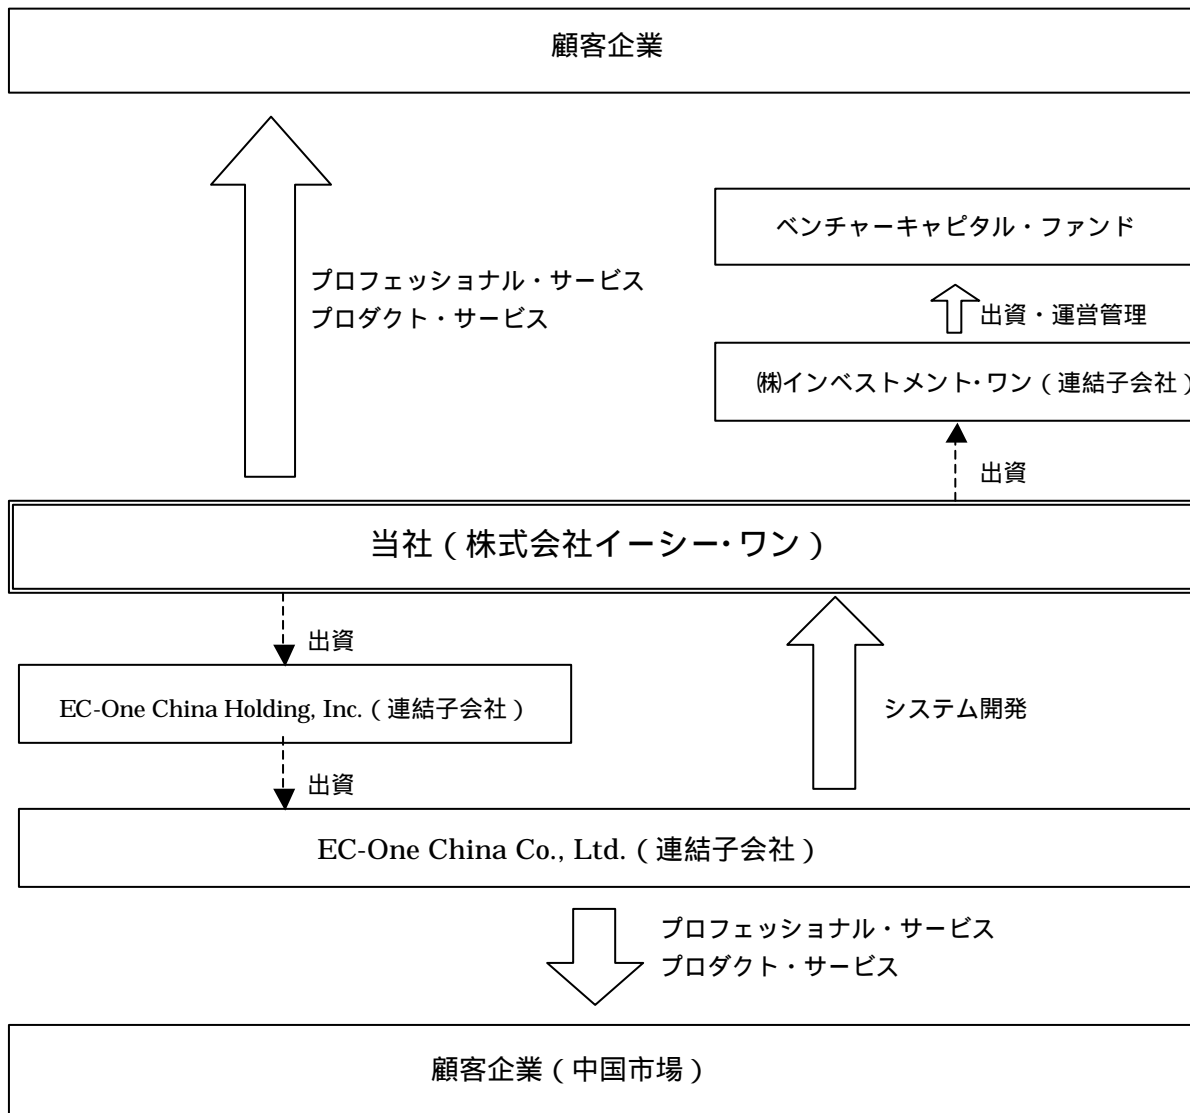 顧客企業
ベンチャーキャピタル・ファンド
プロフェッショナル・サービス
プロダクト・サービス
出資・運営管理
㈱インベストメント・ワン（連結子会社）
出資
当社（株式会社イーシー・ワン）
出資
EC-One China Holding, Inc.（連結子会社）
システム開発
出資
EC-One China Co., Ltd.（連結子会社）
プロフェッショナル・サービス
プロダクト・サービス
顧客企業（中国市場）